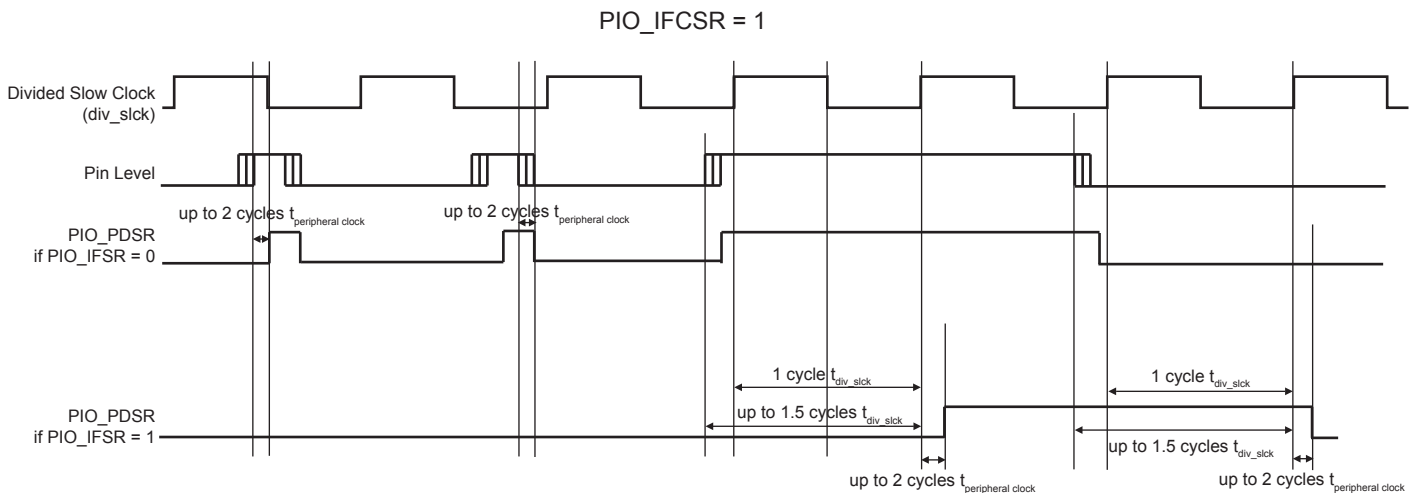 PIO_IFCSR = 1
Divided Slow Clock
(div_slck)
Pin Level
up to 2 cycles tperipheral clock
up to 2 cycles tperipheral clock
PIO_PDSR
if PIO_IFSR = 0
1 cycle tdiv_slck
1 cycle tdiv_slck
PIO_PDSR
if PIO_IFSR = 1
up to 1.5 cycles tdiv_slck
up to 1.5 cycles tdiv_slck
up to 2 cycles tperipheral clock
up to 2 cycles tperipheral clock